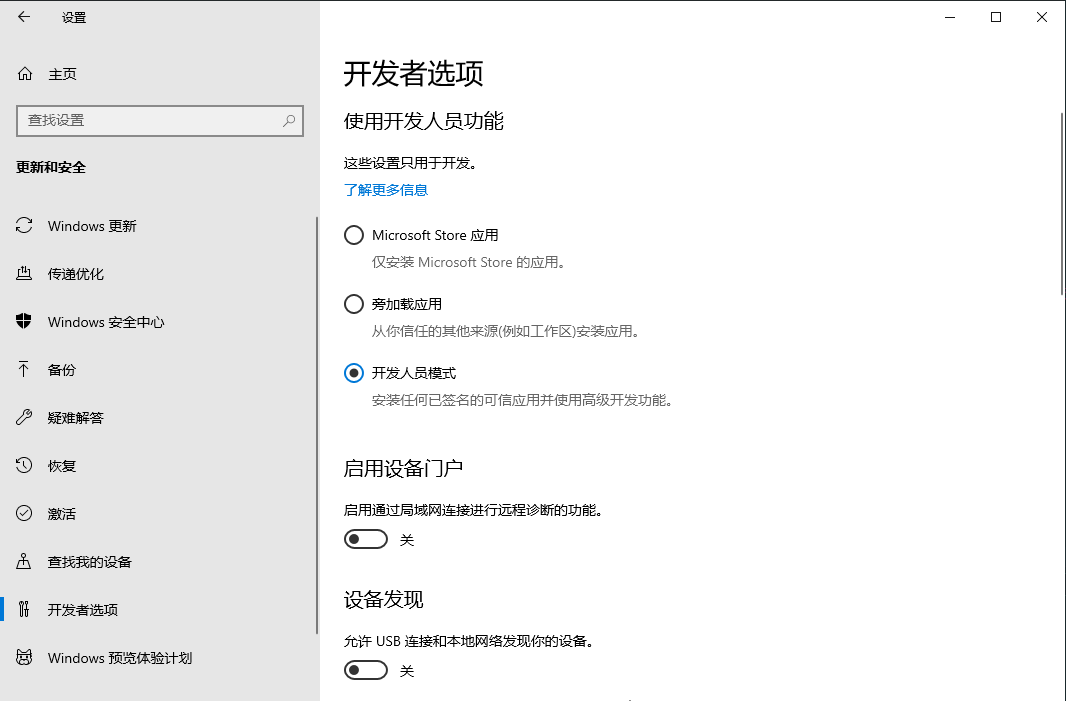 设置
主页
查找设置
更新和安全
Windows 更新
传递优化
Windows 安全中心
备份
疑难解答
恢复
激活
查找我的设备
开发者选项
Windows 预览体验计划
开发者选项
使用开发人员功能
这些设置只用于开发。
了解更多信息
Microsoft Store 应用
仅安装 Microsoft Store 的应用。
旁加载应用
从你信任的其他来源(例如工作区)安装应用。
开发人员模式
安装任何已签名的可信应用并使用高级开发功能。
启用设备门户
启用通过局域网连接进行远程诊断的功能。
关
设备发现
允许 USB 连接和本地网络发现你的设备。
关